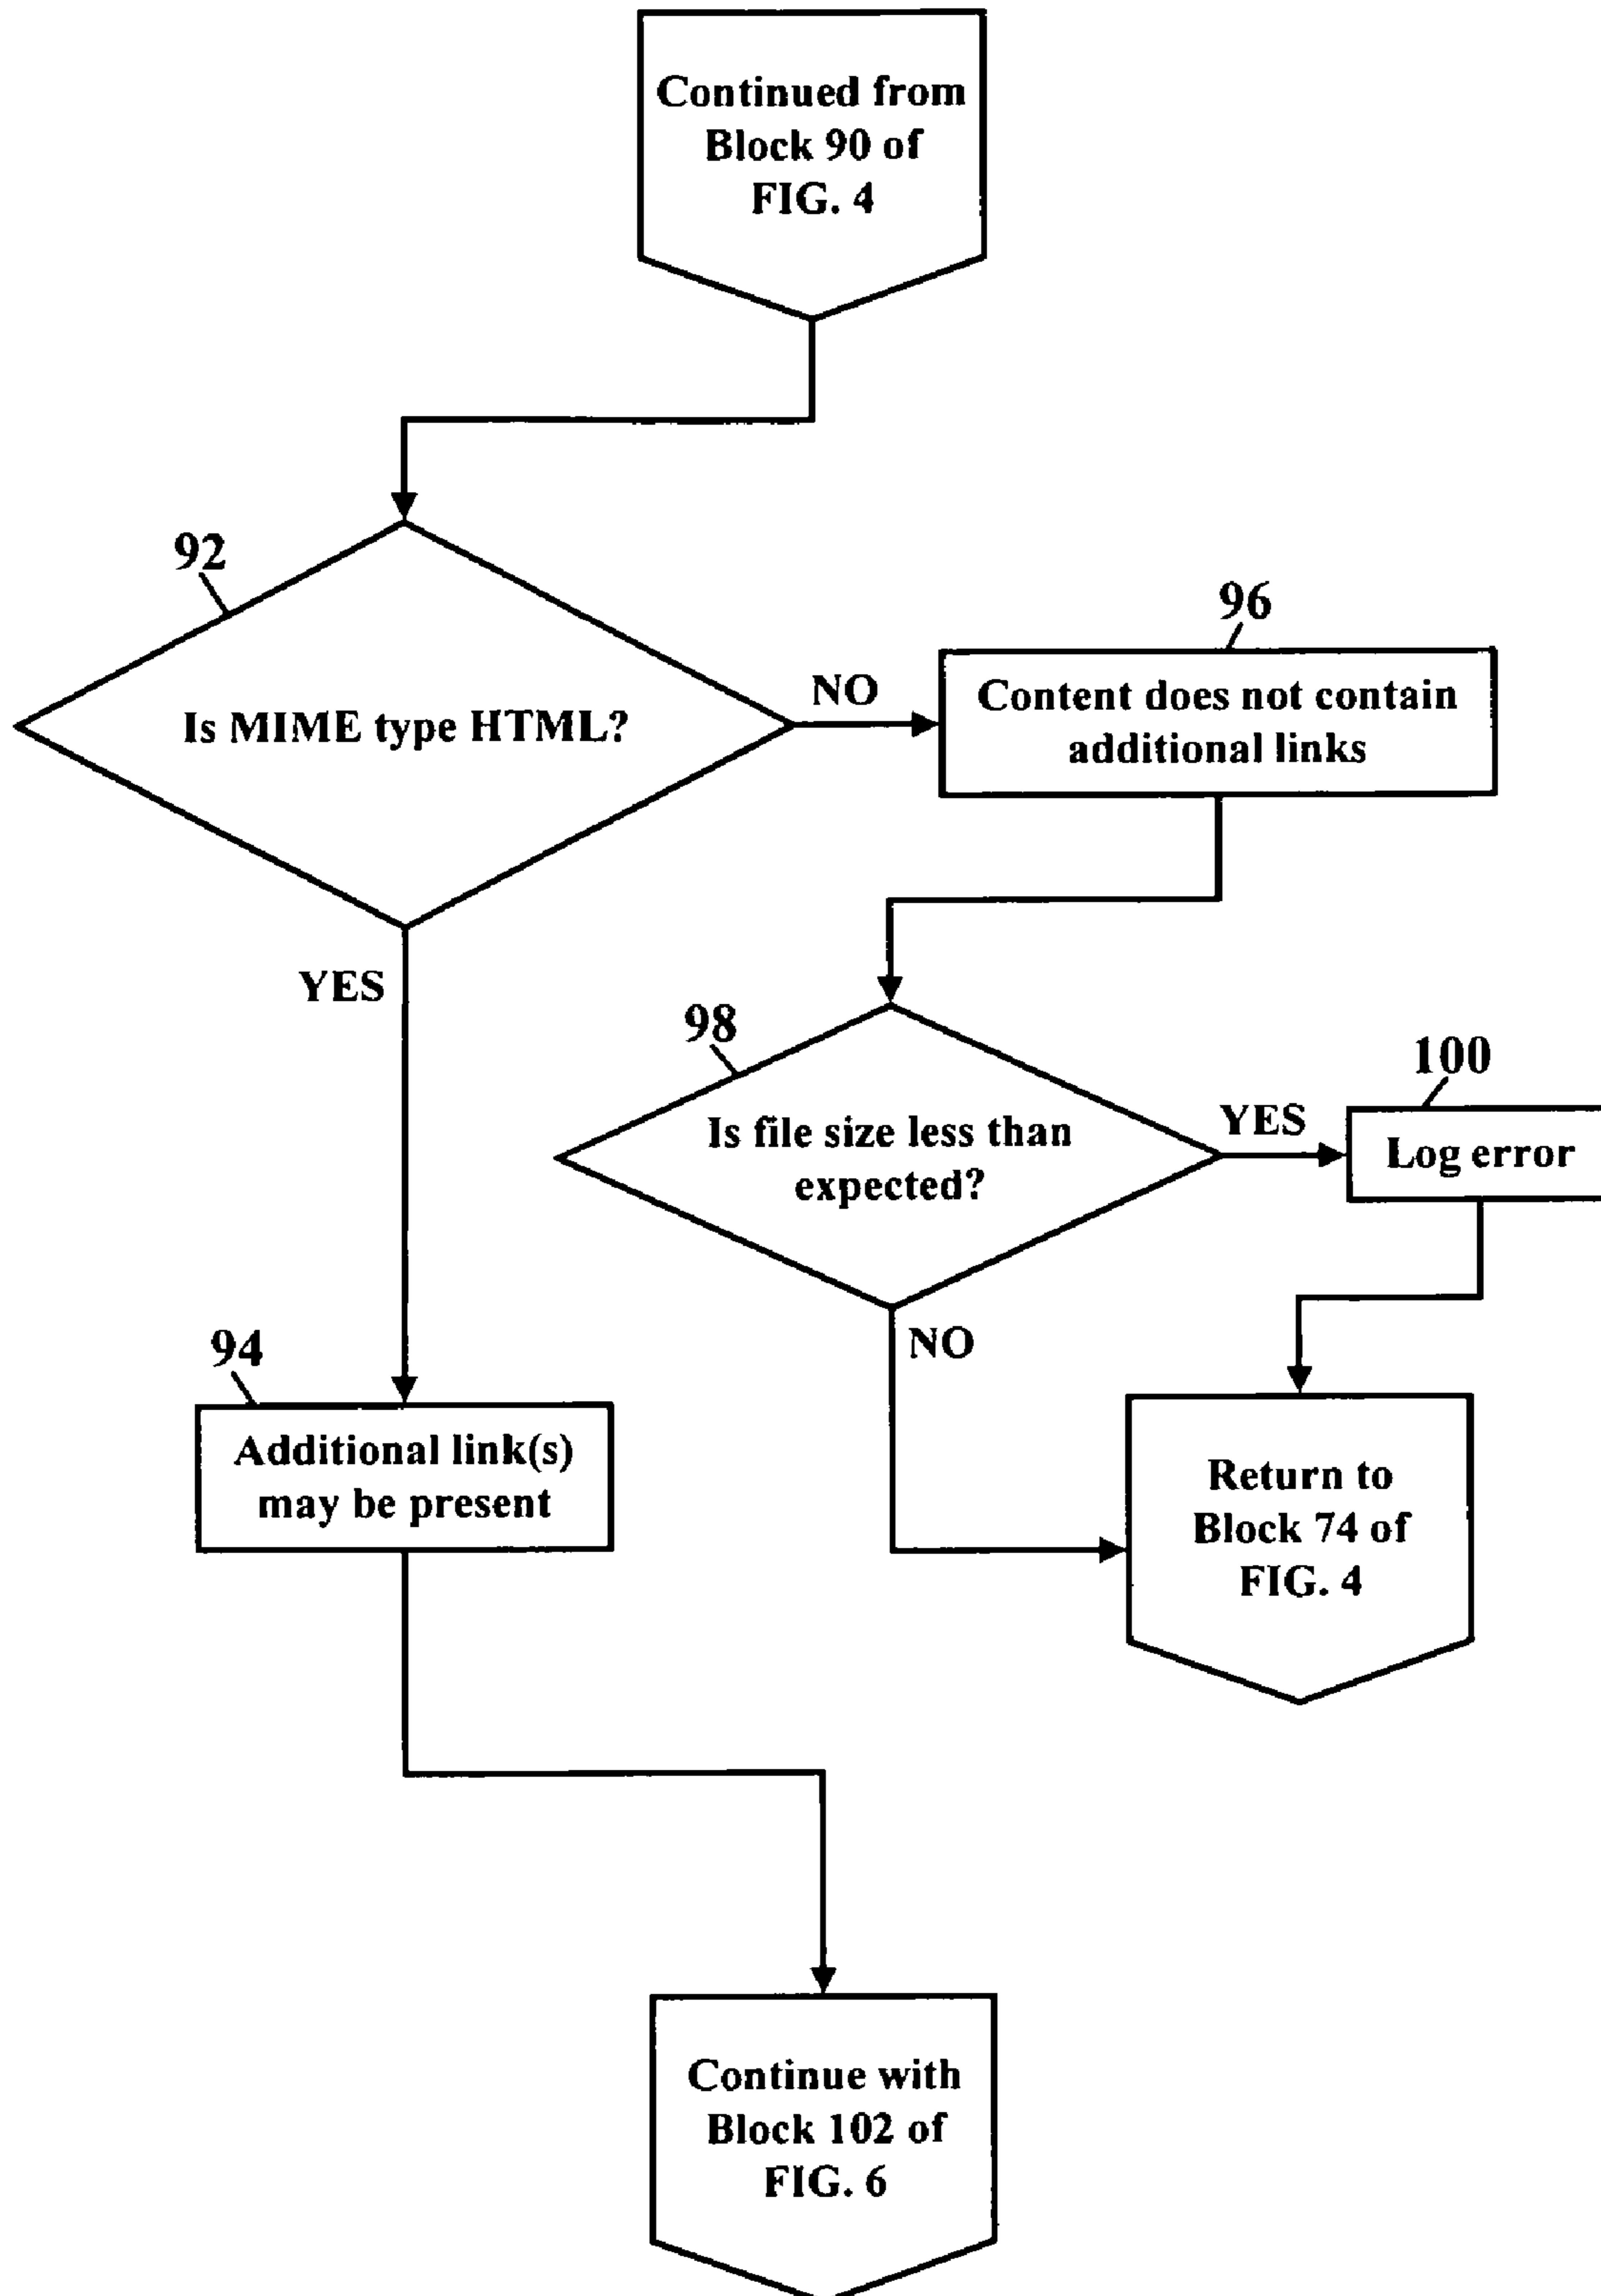 Continued from
Block 90 of
FIG. 4
92
Is MIME type HTML?
NO
96
Content does not contain
additional links
YES
98
Is file size less than
expected?
YES
100
Log error
NO
94
Additional link(s)
may be present
Return to
Block 74 of
FIG. 4
Continue with
Block 102 of
FIG. 6